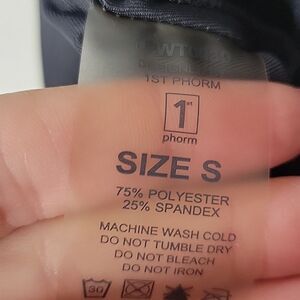 1ST PHORM
1st
phorm
SIZE S
75% POLYESTER
25% SPANDEX
MACHINE WASH COLD
DO NOT TUMBLE DRY
DO NOT BLEACH
DO NOT IRON
30